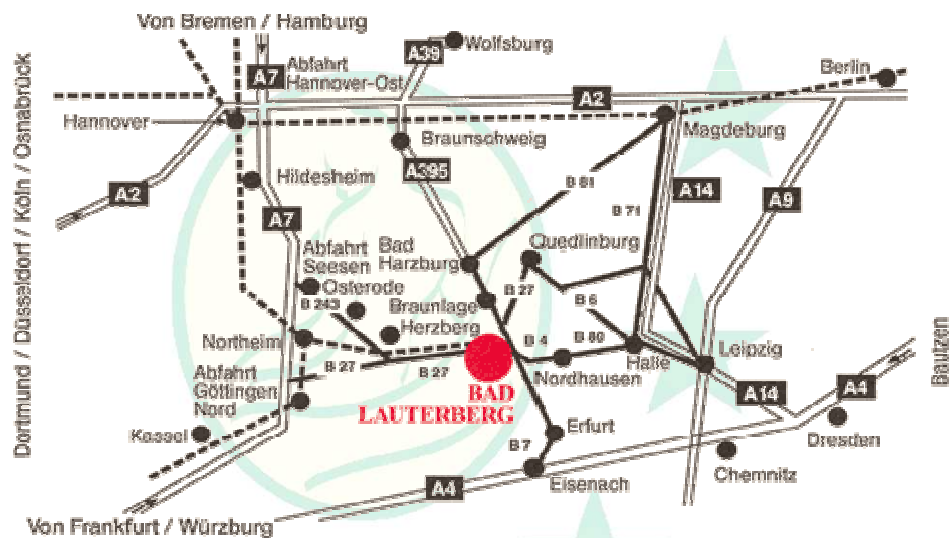 Von Bremen / Hamburg
A39
Wolfsburg
A7
Abfahrt
Hannover-Ost
Berlin
A2
Hannover
Braunschweig
Magdeburg
Dortmund / Düsseldorf / Köln / Osnabrück
A395
Hildesheim
B 81
A14
A2
A9
B 71
A7
Abfahrt
Seesen
Bad
Harzburg
Quedlinburg
Osterode
B 243
Braunlage
B 27
B 6
Herzberg
Northeim
B 4
B 80
Halle
Leipzig
B 27
B 27
Nordhausen
Abfahrt
Göttingen
Nord
BAD
LAUTERBERG
A14
A4
Bautzen
Kassel
Erfurt
B 7
Dresden
Chemnitz
Eisenach
A4
Von Frankfurt / Würzburg